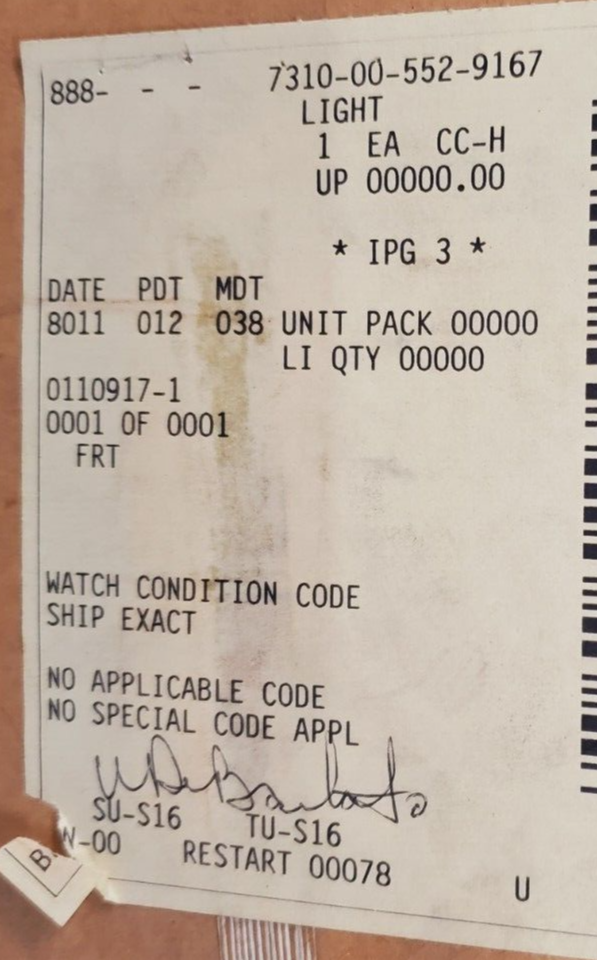 888-  -  -  7310-00-552-9167
LIGHT
1 EA CC-H
UP 00000.00
* IPG 3 *
DATE PDT MDT
8011 012 038 UNIT PACK 00000
LI QTY 00000
0110917-1
0001 OF 0001
FRT
WATCH CONDITION CODE
SHIP EXACT
NO APPLICABLE CODE
NO SPECIAL CODE APPL
SU-S16 TU-S16
W-00 RESTART 00078
U